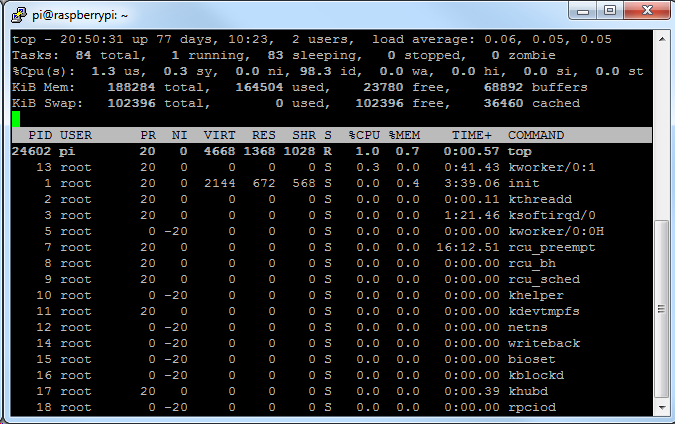 pi@raspberrypi: ~
top - 20:50:31 up 77 days, 10:23,  2 users,  load average: 0.06, 0.05, 0.05
Tasks:  84 total,   1 running,  83 sleeping,   0 stopped,   0 zombie
%Cpu(s):  1.3 us,  0.3 sy,  0.0 ni, 98.3 id,  0.0 wa,  0.0 hi,  0.0 si,  0.0 st
KiB Mem:    188284 total,   164504 used,    23780 free,    68892 buffers
KiB Swap:   102396 total,        0 used,   102396 free,    36460 cached
PID USER      PR  NI  VIRT  RES  SHR S  %CPU %MEM    TIME+  COMMAND
24602 pi        20   0  4668 1368 1028 R   1.0  0.7   0:00.57 top
13 root      20   0     0    0    0 S   0.3  0.0   0:41.43 kworker/0:1
1 root      20   0  2144  672  568 S   0.0  0.4   3:39.06 init
2 root      20   0     0    0    0 S   0.0  0.0   0:00.11 kthreadd
3 root      20   0     0    0    0 S   0.0  0.0   1:21.46 ksoftirqd/0
5 root       0 -20     0    0    0 S   0.0  0.0   0:00.00 kworker/0:0H
7 root      20   0     0    0    0 S   0.0  0.0  16:12.51 rcu_preempt
8 root      20   0     0    0    0 S   0.0  0.0   0:00.00 rcu_bh
9 root      20   0     0    0    0 S   0.0  0.0   0:00.00 rcu_sched
10 root       0 -20     0    0    0 S   0.0  0.0   0:00.00 khelper
11 root      20   0     0    0    0 S   0.0  0.0   0:00.00 kdevtmpfs
12 root       0 -20     0    0    0 S   0.0  0.0   0:00.00 netns
14 root       0 -20     0    0    0 S   0.0  0.0   0:00.00 writeback
15 root       0 -20     0    0    0 S   0.0  0.0   0:00.00 bioset
16 root       0 -20     0    0    0 S   0.0  0.0   0:00.00 kblockd
17 root      20   0     0    0    0 S   0.0  0.0   0:00.39 khubd
18 root       0 -20     0    0    0 S   0.0  0.0   0:00.00 rpciod